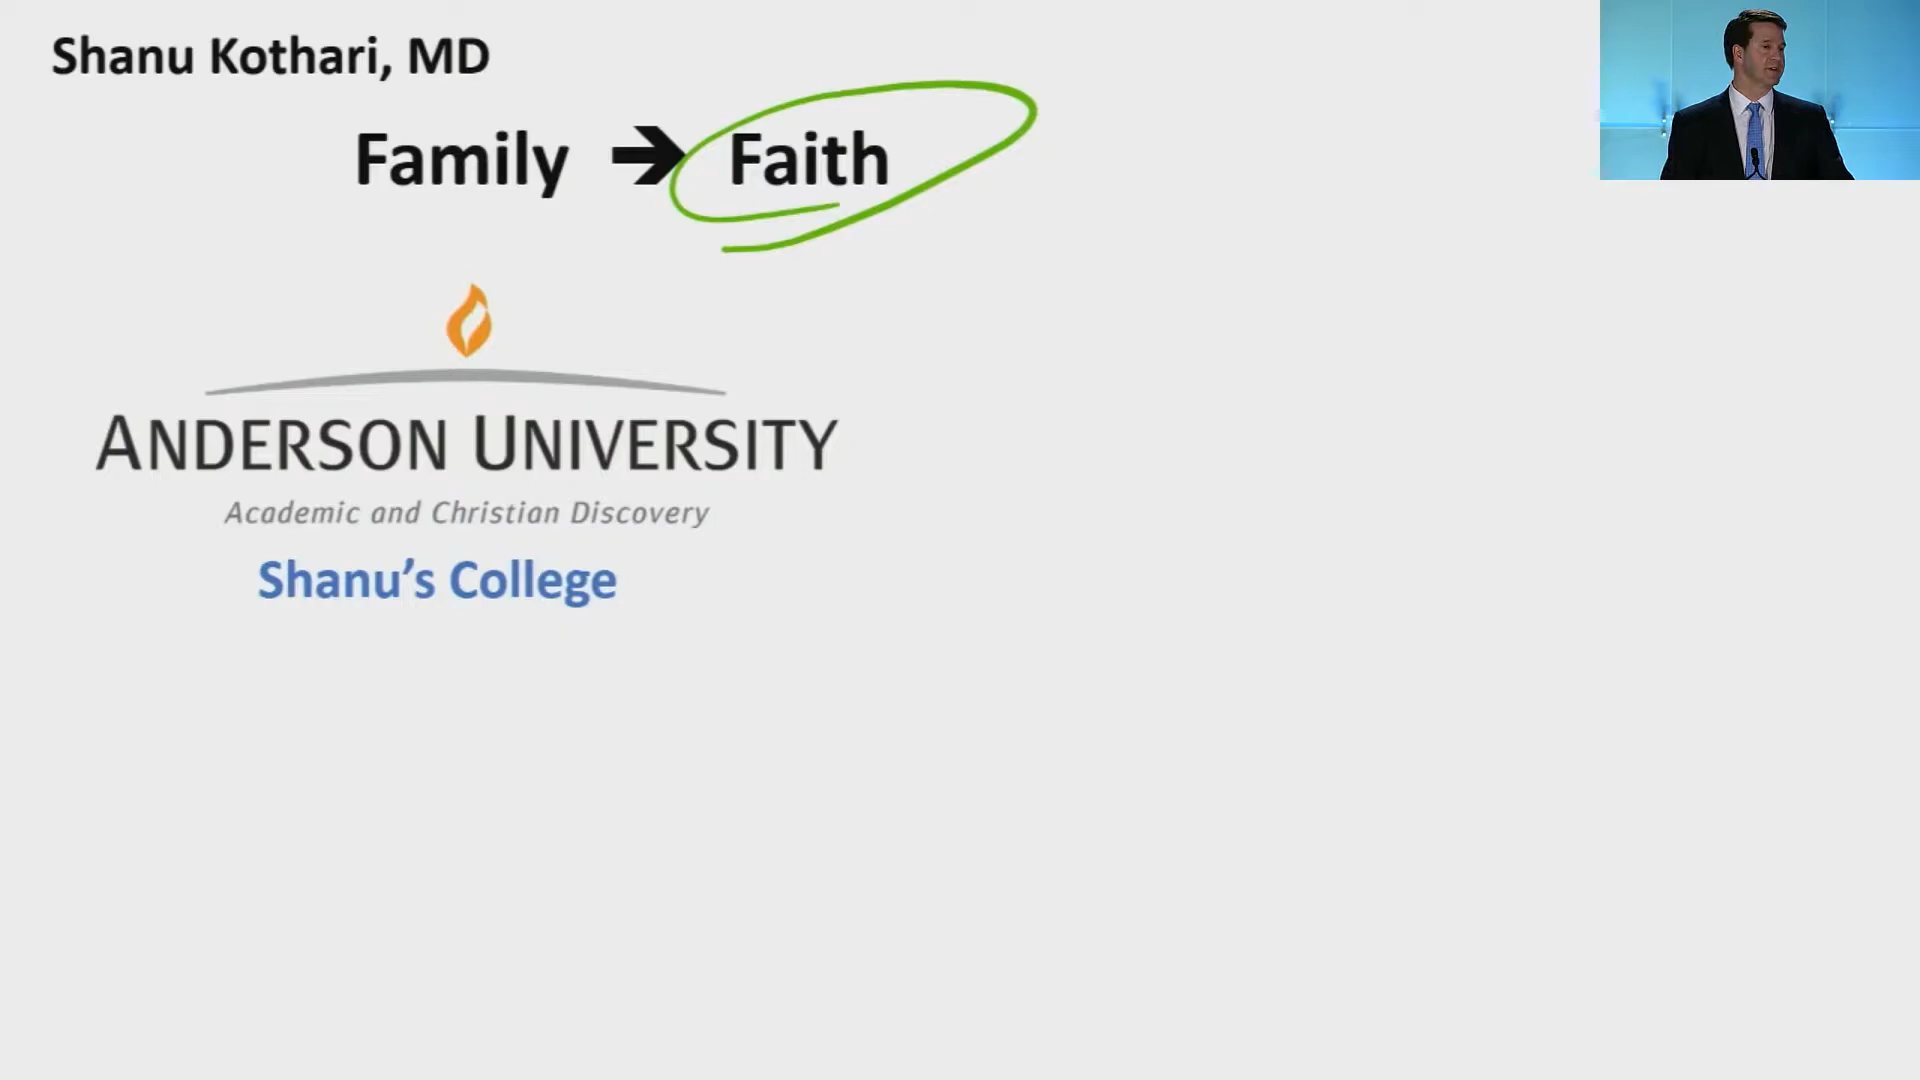 Shanu Kothari, MD
Family → Faith
ANDERSON UNIVERSITY
Academic and Christian Discovery
Shanu's College